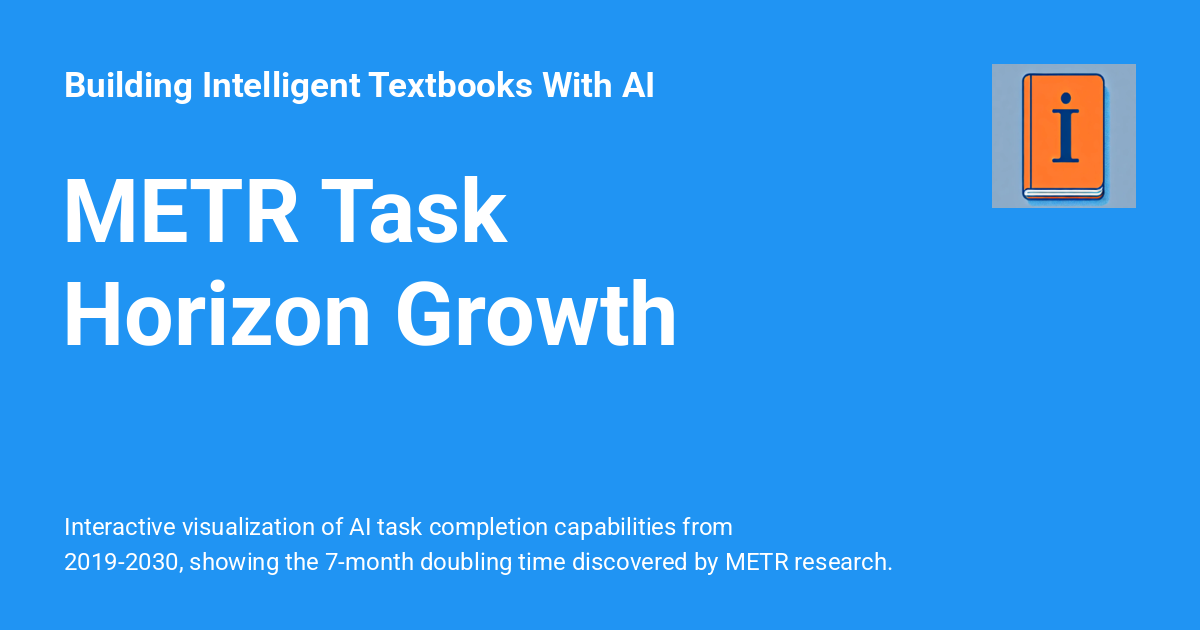 Building Intelligent Textbooks With AI
i
METR Task
Horizon Growth
Interactive visualization of AI task completion capabilities from
2019-2030, showing the 7-month doubling time discovered by METR research.